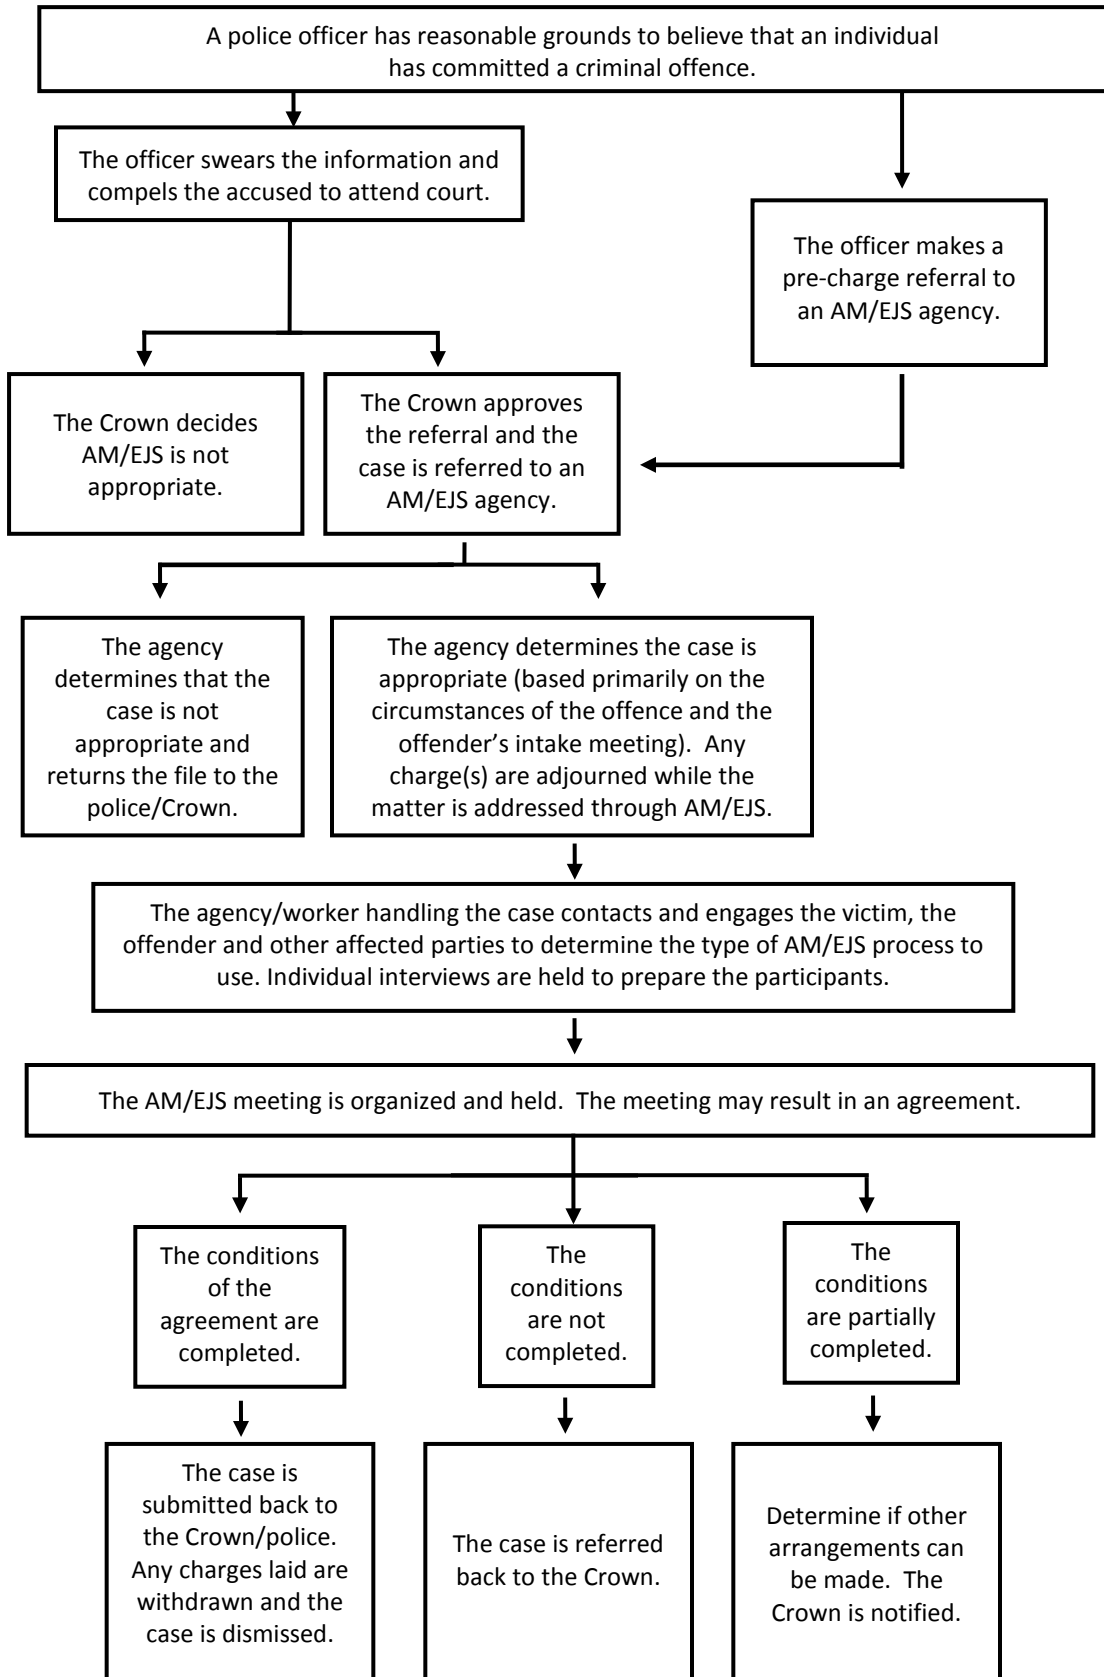 A police officer has reasonable grounds to believe that an individual
has committed a criminal offence.
The officer swears the information and
compels the accused to attend court.
The officer makes a
pre-charge referral to
an AM/EJS agency.
The Crown decides
AM/EJS is not
appropriate.
The Crown approves
the referral and the
case is referred to an
AM/EJS agency.
The agency
determines that the
case is not
appropriate and
returns the file to the
police/Crown.
The agency determines the case is
appropriate (based primarily on the
circumstances of the offence and the
offender’s intake meeting).  Any
charge(s) are adjourned while the
matter is addressed through AM/EJS.
The agency/worker handling the case contacts and engages the victim, the
offender and other affected parties to determine the type of AM/EJS process to
use. Individual interviews are held to prepare the participants.
The AM/EJS meeting is organized and held.  The meeting may result in an agreement.
The conditions
of the
agreement are
completed.
The
conditions
are not
completed.
The
conditions
are partially
completed.
The case is
submitted back to
the Crown/police.
Any charges laid are
withdrawn and the
case is dismissed.
The case is referred
back to the Crown.
Determine if other
arrangements can
be made.  The
Crown is notified.